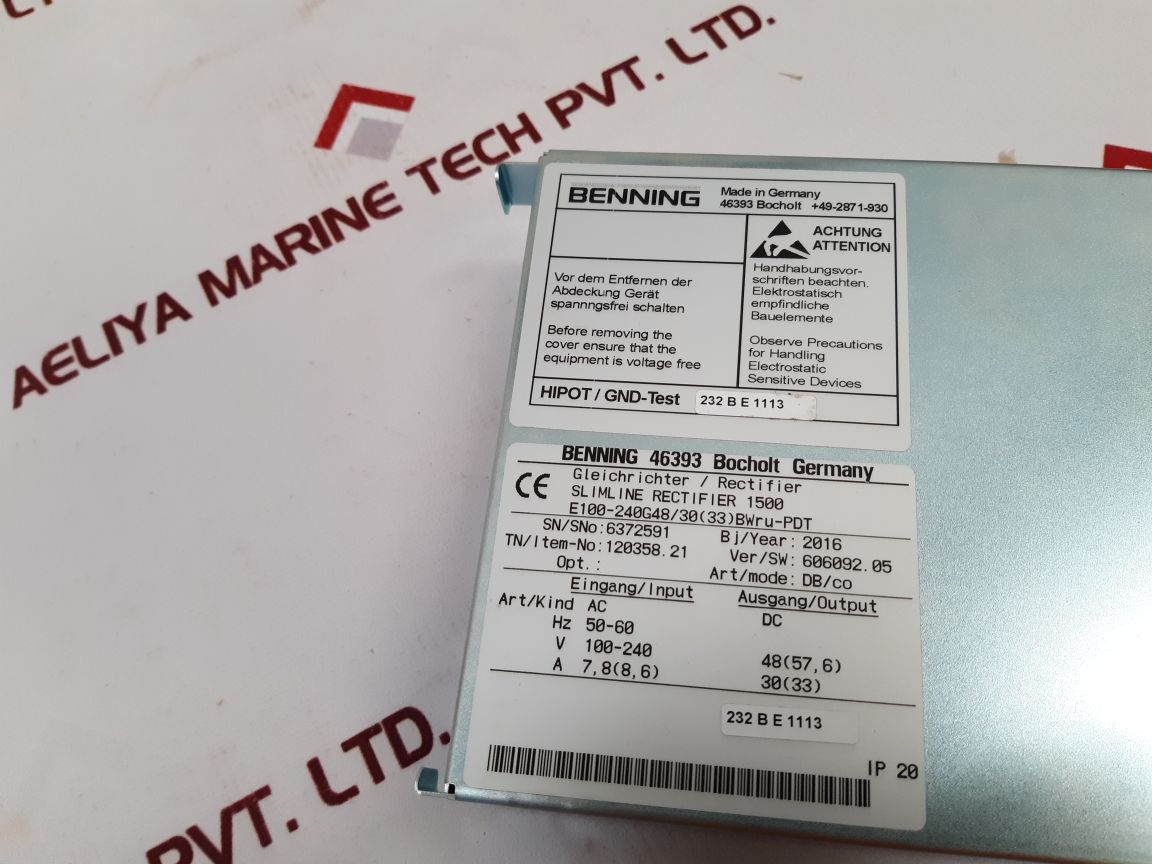 AELIYA MARINE TECH PVT. LTD.
BENNING
Made in Germany
46393 Bocholt +49-2871-930
ACHTUNG
ATTENTION
Vor dem Entfernen der
Abdeckung Gerät
spanngsfrei schalten
Before removing the
cover ensure that the
equipment is voltage free
Handhabungsvor-
schriften beachten.
Elektrostatisch
empfindliche
Bauelemente
Observe Precautions
for Handling
Electrostatic
Sensitive Devices
HIPOT / GND-Test 232 B E 1113
BENNING 46393 Bocholt Germany
CE
Gleichrichter / Rectifier
SLIMLINE RECTIFIER 1500
E100-240G48/30(33)BWru-PDT
SN/SNo:6372591 Bj/Year: 2016
TN/Item-No:120358.21 Ver/SW: 606092.05
Opt.: Art/mode: DB/co
Eingang/Input Ausgang/Output
Art/Kind AC DC
Hz 50-60
V 100-240 48(57,6)
A 7,8(8,6) 30(33)
232 B E 1113
IP 20
PVT. LTD.